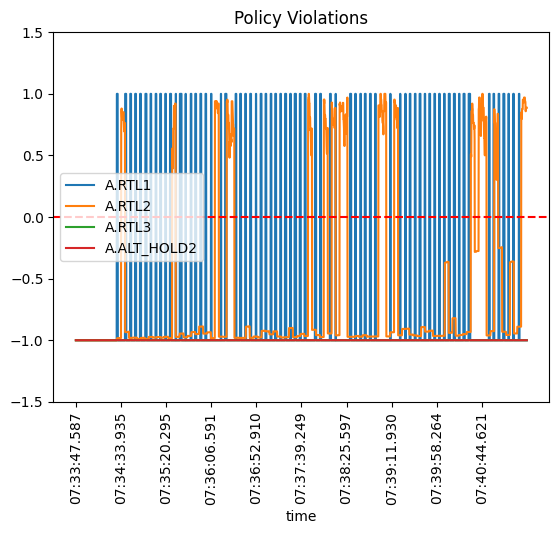 Policy Violations
1.5
1.0
0.5
0.0
−0.5
−1.0
−1.5
A.RTL1
A.RTL2
A.RTL3
A.ALT_HOLD2
07:33:47.587
07:34:33.935
07:35:20.295
07:36:06.591
07:36:52.910
07:37:39.249
07:38:25.597
07:39:11.930
07:39:58.264
07:40:44.621
time